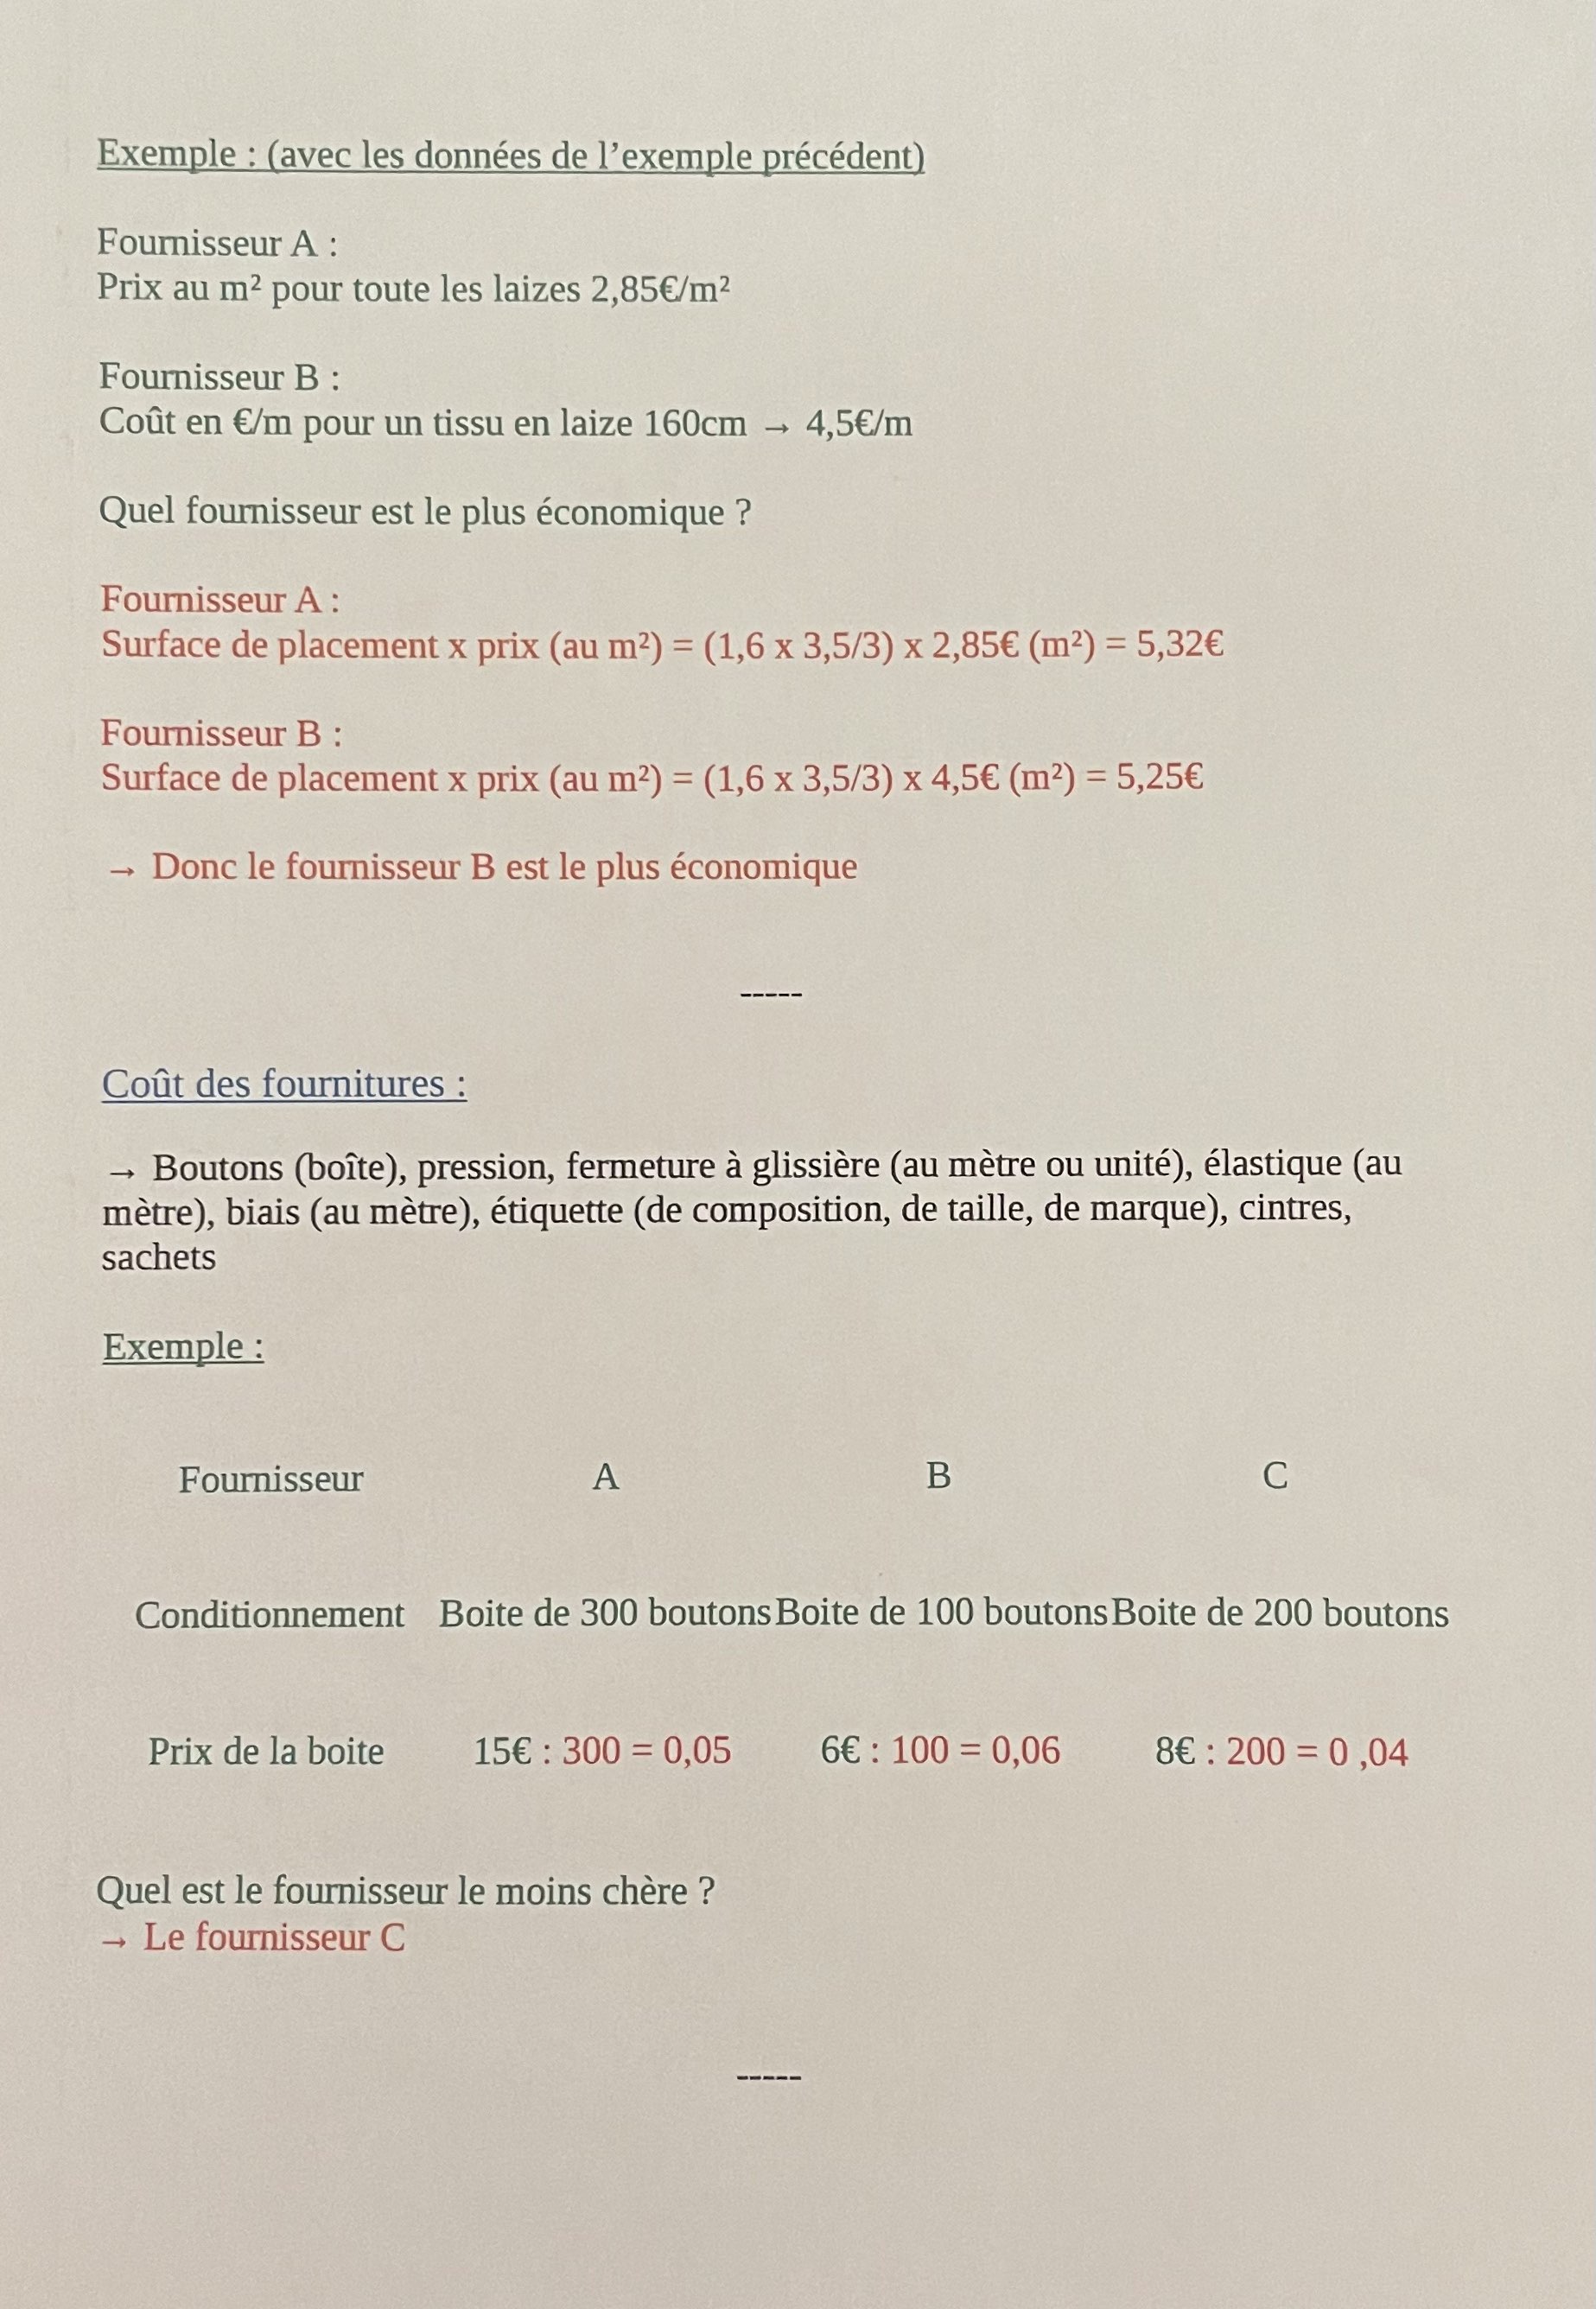 Exemple : (avec les données de l’exemple précédent)
Fournisseur A :
Prix au m² pour toute les laizes 2,85€/m²
Fournisseur B :
Coût en €/m pour un tissu en laize 160cm → 4,5€/m
Quel fournisseur est le plus économique ?
Fournisseur A :
Surface de placement x prix (au m²) = (1,6 x 3,5/3) x 2,85€ (m²) = 5,32€
Fournisseur B :
Surface de placement x prix (au m²) = (1,6 x 3,5/3) x 4,5€ (m²) = 5,25€
→ Donc le fournisseur B est le plus économique
-----
Coût des fournitures :
→ Boutons (boîte), pression, fermeture à glissière (au mètre ou unité), élastique (au
mètre), biais (au mètre), étiquette (de composition, de taille, de marque), cintres,
sachets
Exemple :
Fournisseur A B C
Conditionnement Boite de 300 boutons Boite de 100 boutons Boite de 200 boutons
Prix de la boite 15€ : 300 = 0,05 6€ : 100 = 0,06 8€ : 200 = 0 ,04
Quel est le fournisseur le moins chère ?
→ Le fournisseur C
-----